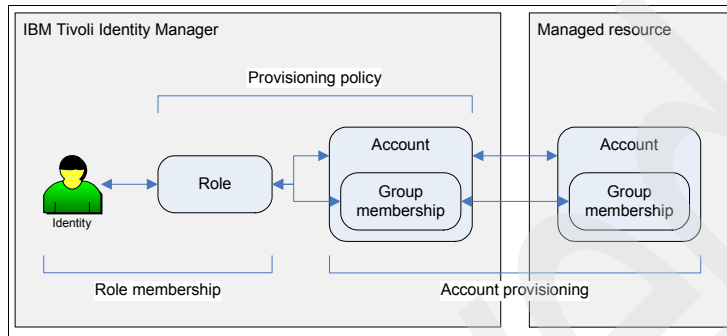 IBM Tivoli Identity Manager
Managed resource
Provisioning policy
Account
Account
Role
Group
membership
Group
membership
Identity
Role membership
Account provisioning